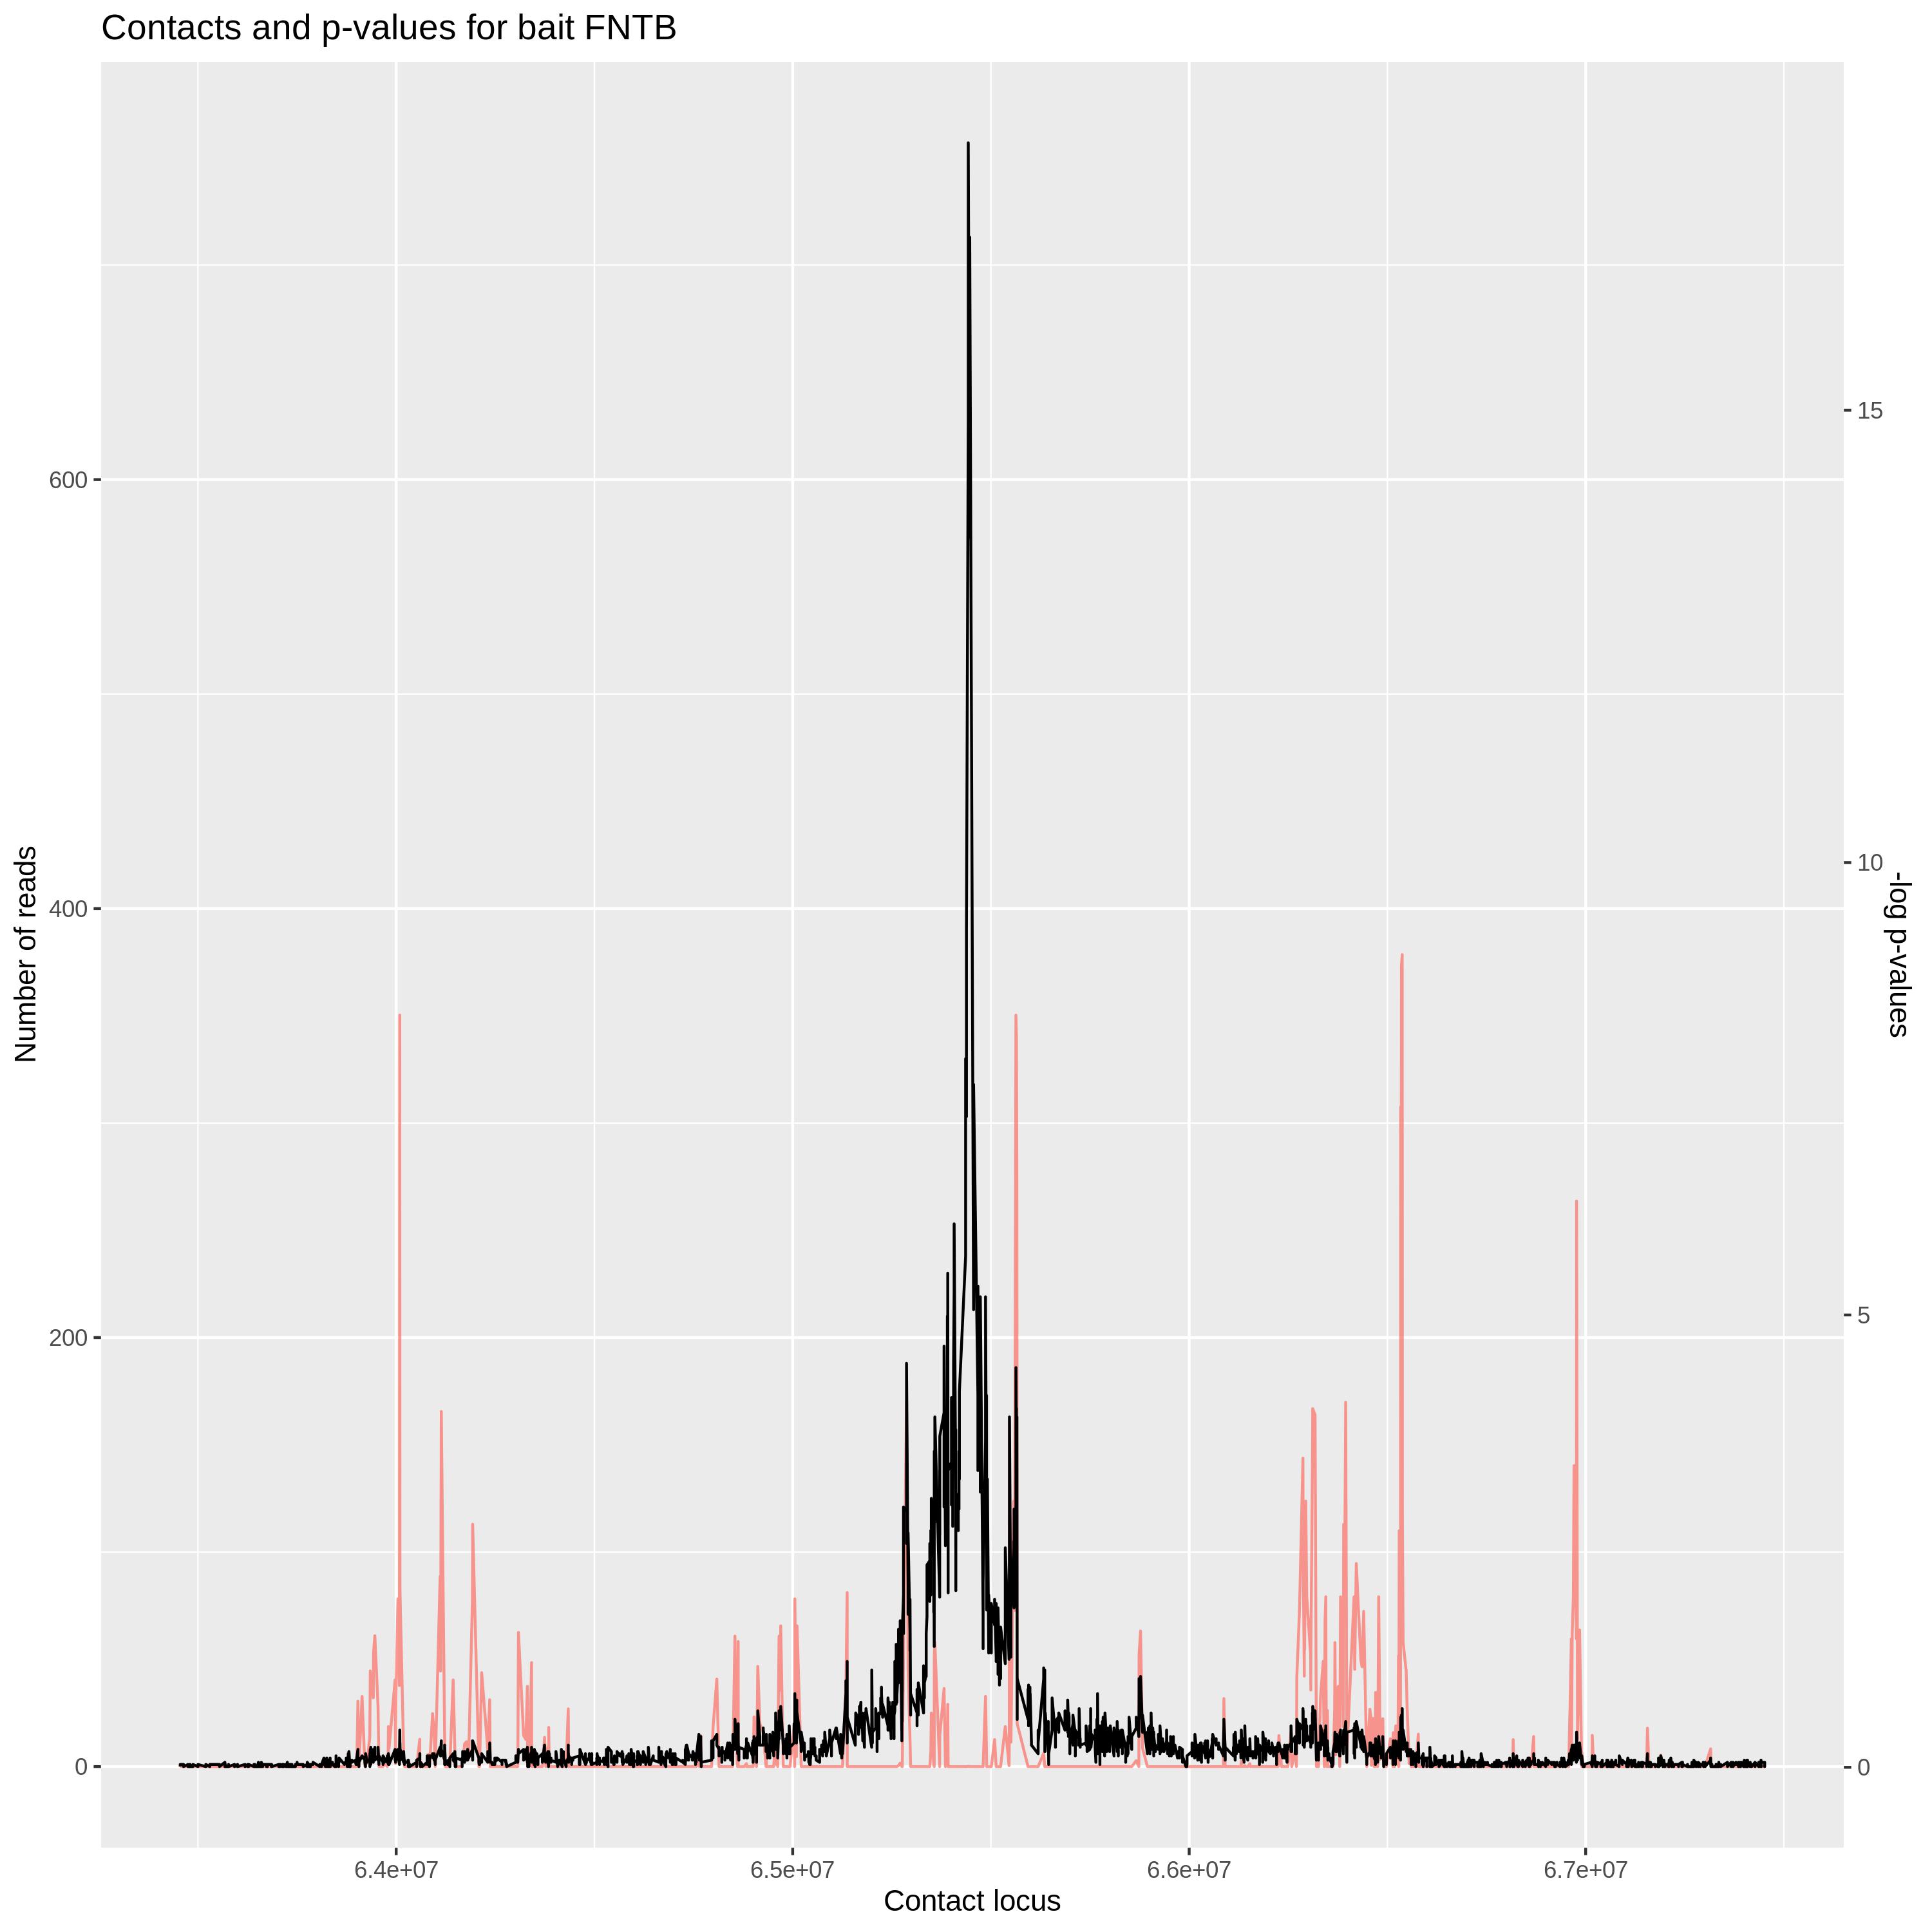 Contacts and p-values for bait FNTB
Number of reads
600
400
200
0
15
10
5
0
-log p-values
6.4e+07
6.5e+07
6.6e+07
6.7e+07
Contact locus